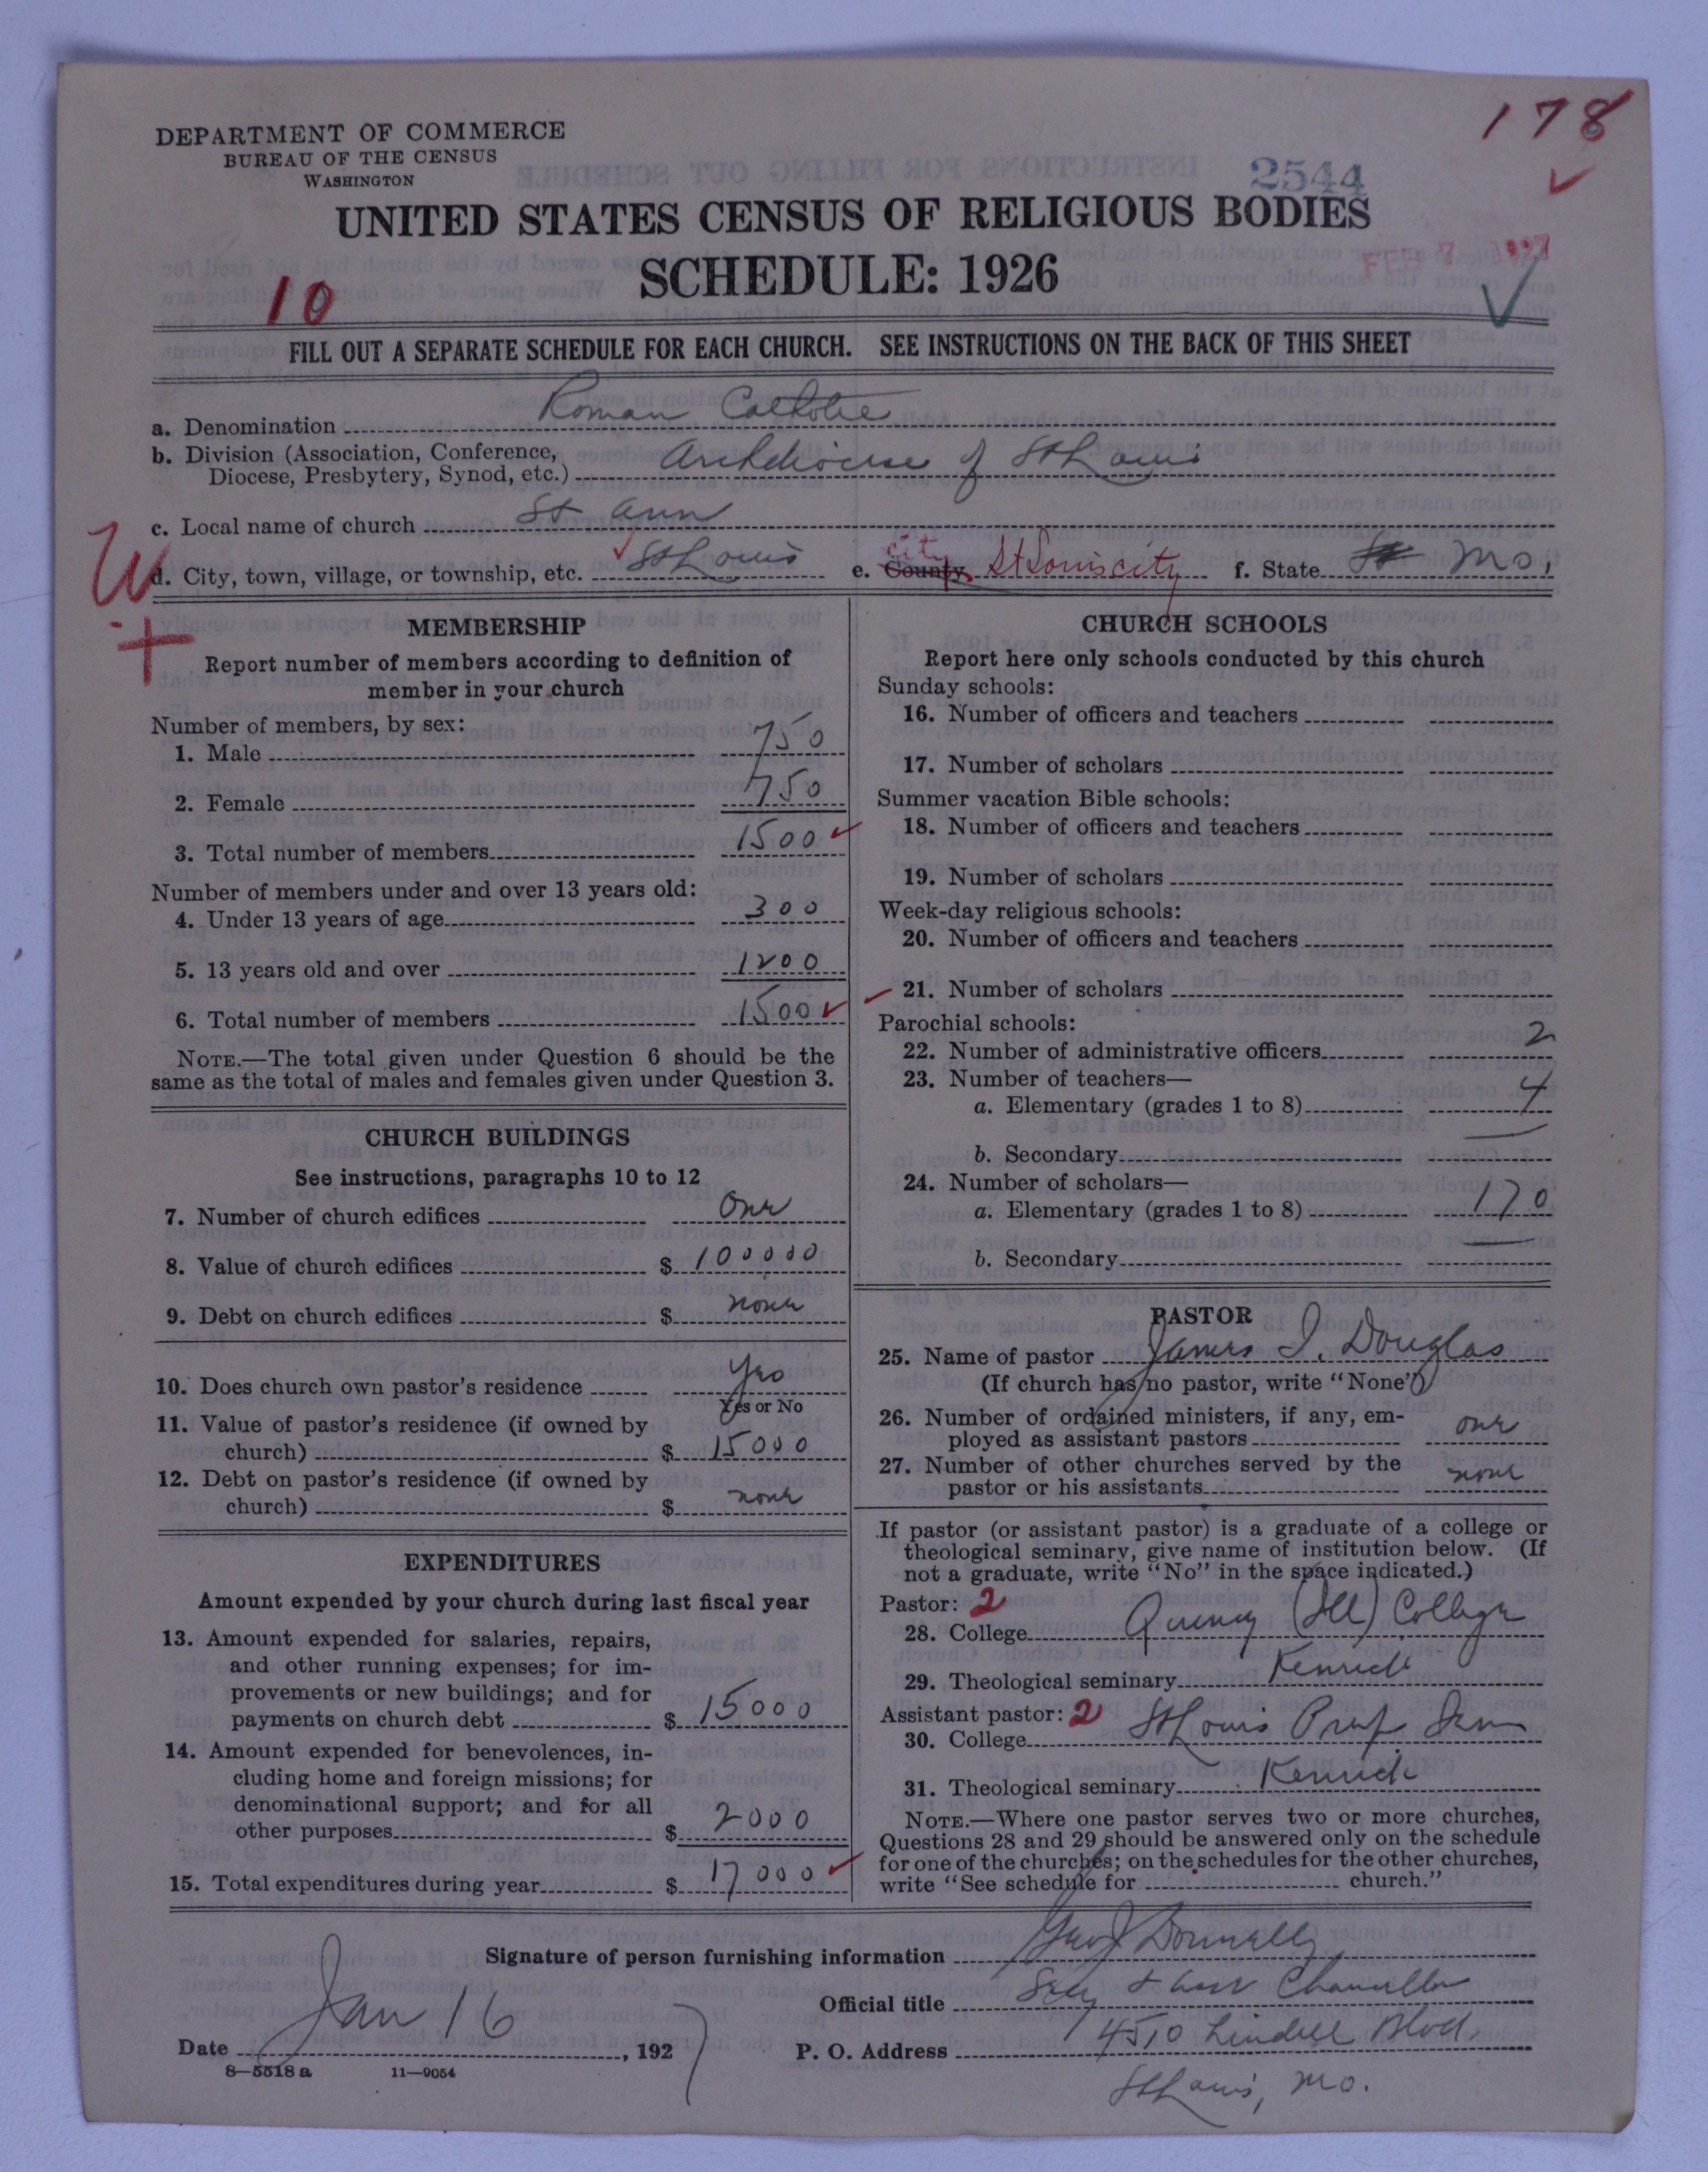 178
DEPARTMENT OF COMMERCE
BUREAU OF THE CENSUS
WASHINGTON
2544
UNITED STATES CENSUS OF RELIGIOUS BODIES
FEB 7 1927
SCHEDULE: 1926
10
FILL OUT A SEPARATE SCHEDULE FOR EACH CHURCH. SEE INSTRUCTIONS ON THE BACK OF THIS SHEET
a. Denomination Roman Catholic
b. Division (Association, Conference,
Diocese, Presbytery, Synod, etc.) Archdiocese of St Louis
c. Local name of church St Ann
W
d. City, town, village, or township, etc. St Louis e. County city St Louis city f. State Mo.
+
MEMBERSHIP
Report number of members according to definition of
member in your church
Number of members, by sex:
1. Male 750
2. Female 750
3. Total number of members 1500
Number of members under and over 13 years old:
4. Under 13 years of age 300
5. 13 years old and over 1200
6. Total number of members 1500
NOTE.—The total given under Question 6 should be the
same as the total of males and females given under Question 3.
CHURCH BUILDINGS
See instructions, paragraphs 10 to 12
7. Number of church edifices One
8. Value of church edifices $ 100000
9. Debt on church edifices $ none
10. Does church own pastor's residence Yes
Yes or No
11. Value of pastor's residence (if owned by
church) $ 15000
12. Debt on pastor's residence (if owned by
church) $ none
EXPENDITURES
Amount expended by your church during last fiscal year
13. Amount expended for salaries, repairs,
and other running expenses; for im-
provements or new buildings; and for
payments on church debt $ 15000
14. Amount expended for benevolences, in-
cluding home and foreign missions; for
denominational support; and for all
other purposes $ 2000
15. Total expenditures during year $ 17000
CHURCH SCHOOLS
Report here only schools conducted by this church
Sunday schools:
16. Number of officers and teachers
17. Number of scholars
Summer vacation Bible schools:
18. Number of officers and teachers
19. Number of scholars
Week-day religious schools:
20. Number of officers and teachers
21. Number of scholars
Parochial schools:
22. Number of administrative officers 2
23. Number of teachers—
a. Elementary (grades 1 to 8) 4
b. Secondary —
24. Number of scholars—
a. Elementary (grades 1 to 8) 170
b. Secondary —
PASTOR
25. Name of pastor James J. Douglas
(If church has no pastor, write "None")
26. Number of ordained ministers, if any, em-
ployed as assistant pastors one
27. Number of other churches served by the
pastor or his assistants none
If pastor (or assistant pastor) is a graduate of a college or
theological seminary, give name of institution below. (If
not a graduate, write "No" in the space indicated.)
Pastor: 2
28. College Quincy (Ill) College
29. Theological seminary Kenrick
Assistant pastor: 2
30. College St Louis Prep Sem
31. Theological seminary Kenrick
NOTE.—Where one pastor serves two or more churches,
Questions 28 and 29 should be answered only on the schedule
for one of the churches; on the schedules for the other churches,
write "See schedule for church."
Signature of person furnishing information Geo J Donnelly
Official title Secy & Chancellor
Date Jan 16, 1927
P. O. Address 4510 Lindell Blvd.
St Louis, Mo.
8—5518 a 11—9054